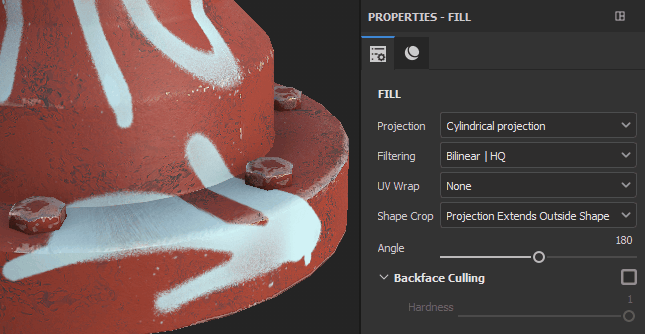 PROPERTIES - FILL
FILL
Projection Cylindrical projection
Filtering Bilinear | HQ
UV Wrap None
Shape Crop Projection Extends Outside Shape
Angle 180
Backface Culling
Hardness 1